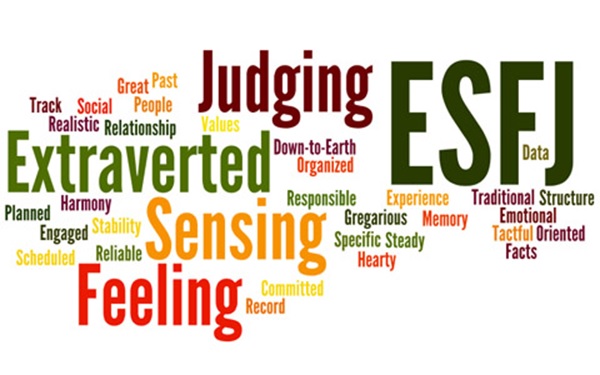 Judging
ESFJ
Great Past
Track Social People
Realistic Relationship Values
Data
Extraverted
Down-to-Earth
Organized
Responsible
Experience
Traditional Structure
Planned Harmony
Gregarious Memory
Emotional
Engaged Stability
Sensing
Specific Steady
Tactful Oriented
Scheduled Reliable
Hearty
Facts
Feeling
Committed
Record